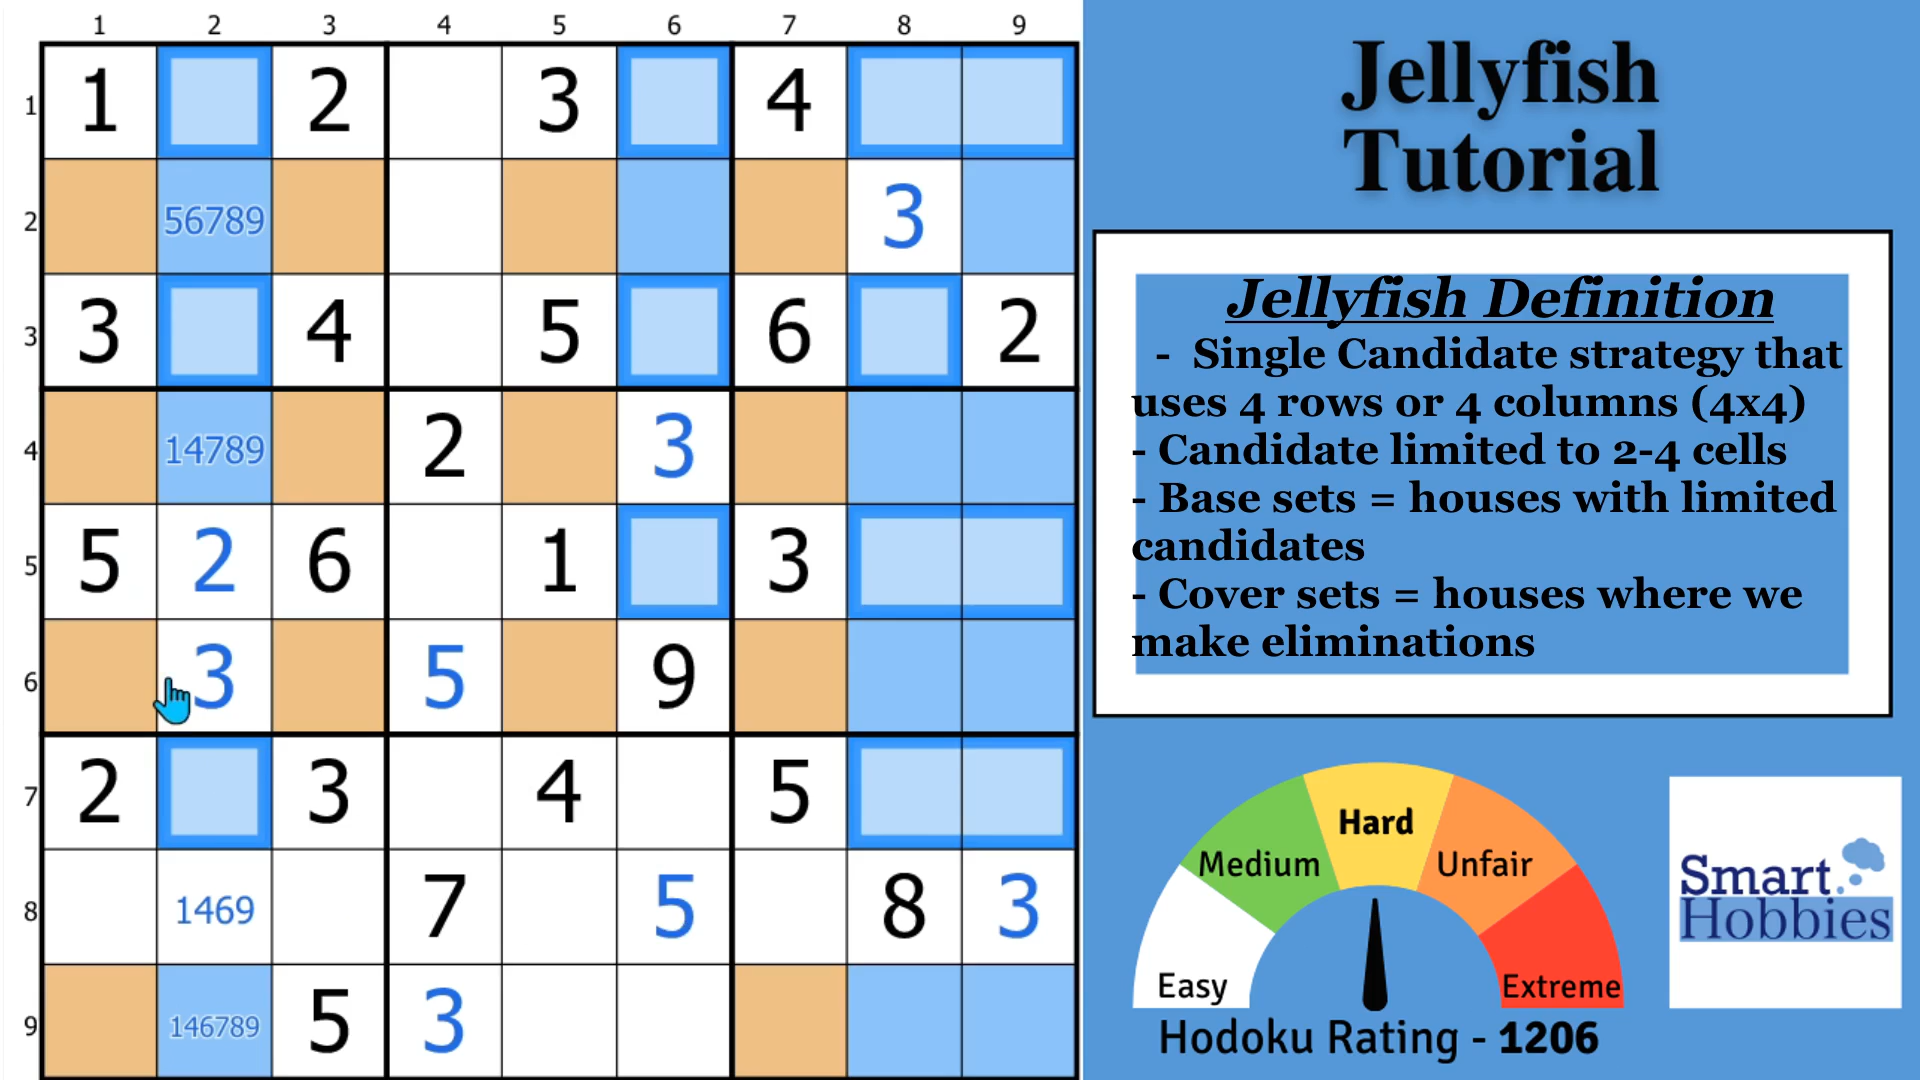 1 2 3 4 5 6 7 8 9
1 1 2 3 4
2 56789 3
3 3 4 5 6 2
4 14789 2 3
5 5 2 6 1 3
6 3 5 9
7 2 3 4 5
8 1469 7 5 8 3
9 146789 5 3
Jellyfish
Tutorial
Jellyfish Definition
- Single Candidate strategy that
uses 4 rows or 4 columns (4x4)
- Candidate limited to 2-4 cells
- Base sets = houses with limited
candidates
- Cover sets = houses where we
make eliminations
Hard
Medium Unfair
Easy Extreme
Hodoku Rating - 1206
Smart
Hobbies